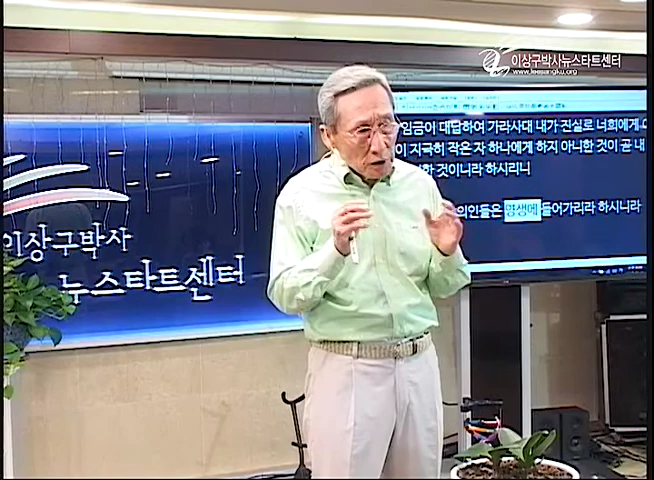 이상구박사뉴스타트센터
www.leesangku.org
임금이 대답하여 가라사대 내가 진실로 너희에게
이 지극히 작은 자 하나에게 하지 아니한 것이 곧 내
것이니라 하시리니
의인들은 영생에 들어가리라 하시니라
이상구박사
뉴스타트센터